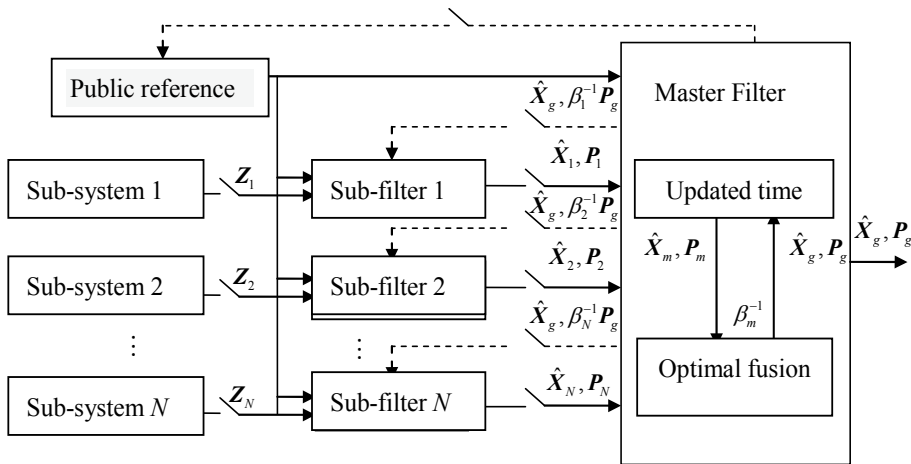 Public reference
Master Filter
X̂_g, β_1^{-1} P_g
Sub-system 1
Z_1
Sub-filter 1
X̂_1, P_1
Updated time
X̂_g, β_2^{-1} P_g
Sub-system 2
Z_2
Sub-filter 2
X̂_2, P_2
X̂_m, P_m
X̂_g, P_g
X̂_g, P_g
X̂_g, β_N^{-1} P_g
β_m^{-1}
⋮
⋮
Optimal fusion
Sub-system N
Z_N
Sub-filter N
X̂_N, P_N